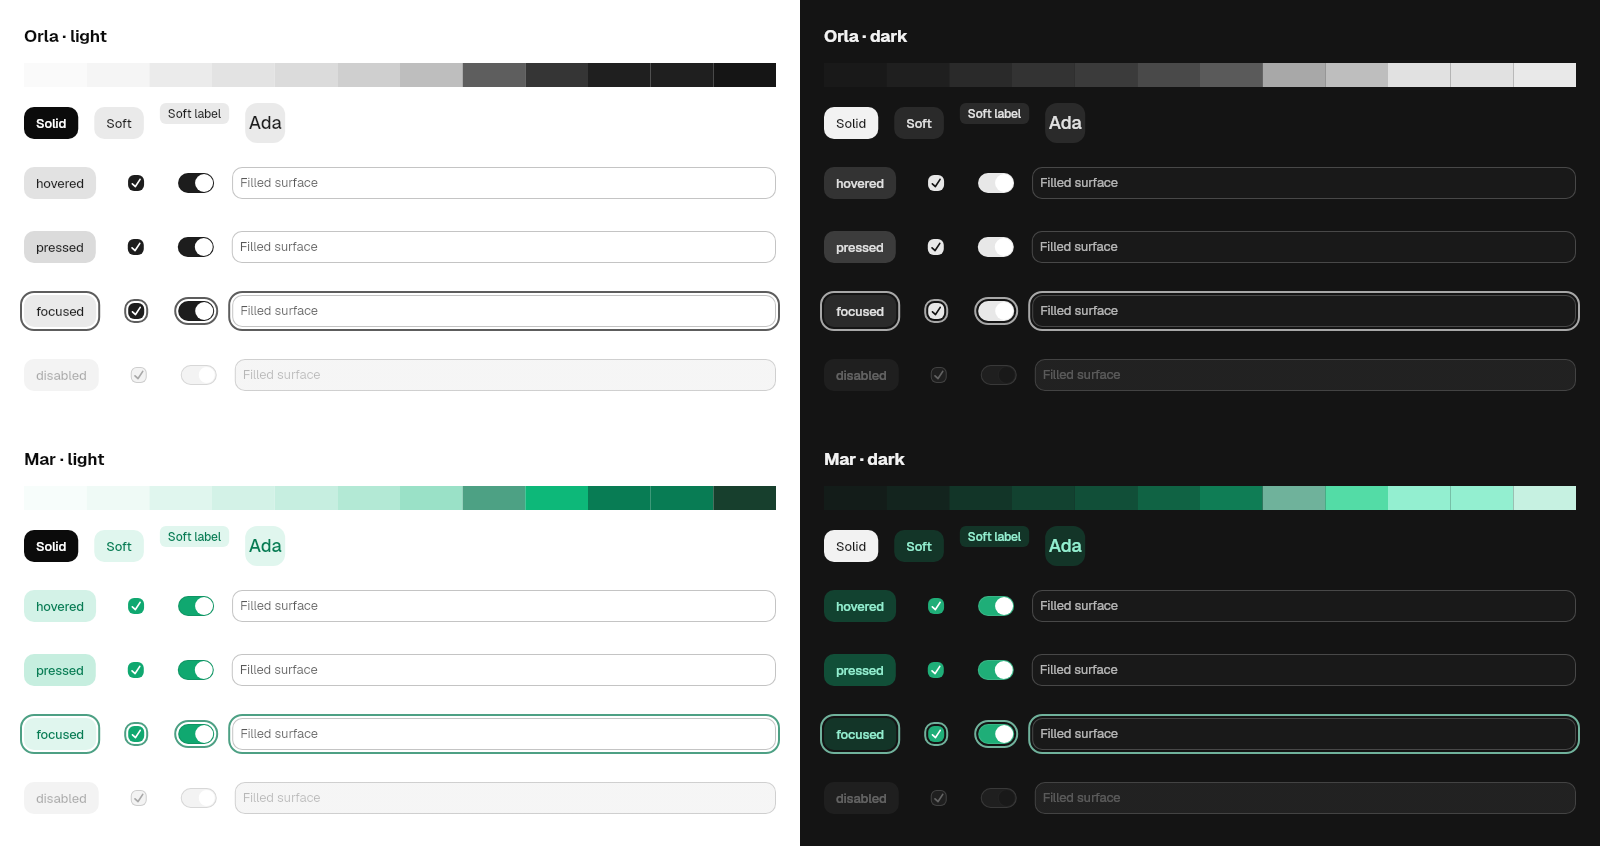 Orla · light
Solid Soft Soft label Ada
hovered Filled surface
pressed Filled surface
focused Filled surface
disabled Filled surface
Mar · light
Solid Soft Soft label Ada
hovered Filled surface
pressed Filled surface
focused Filled surface
disabled Filled surface
Orla · dark
Solid Soft Soft label Ada
hovered Filled surface
pressed Filled surface
focused Filled surface
disabled Filled surface
Mar · dark
Solid Soft Soft label Ada
hovered Filled surface
pressed Filled surface
focused Filled surface
disabled Filled surface